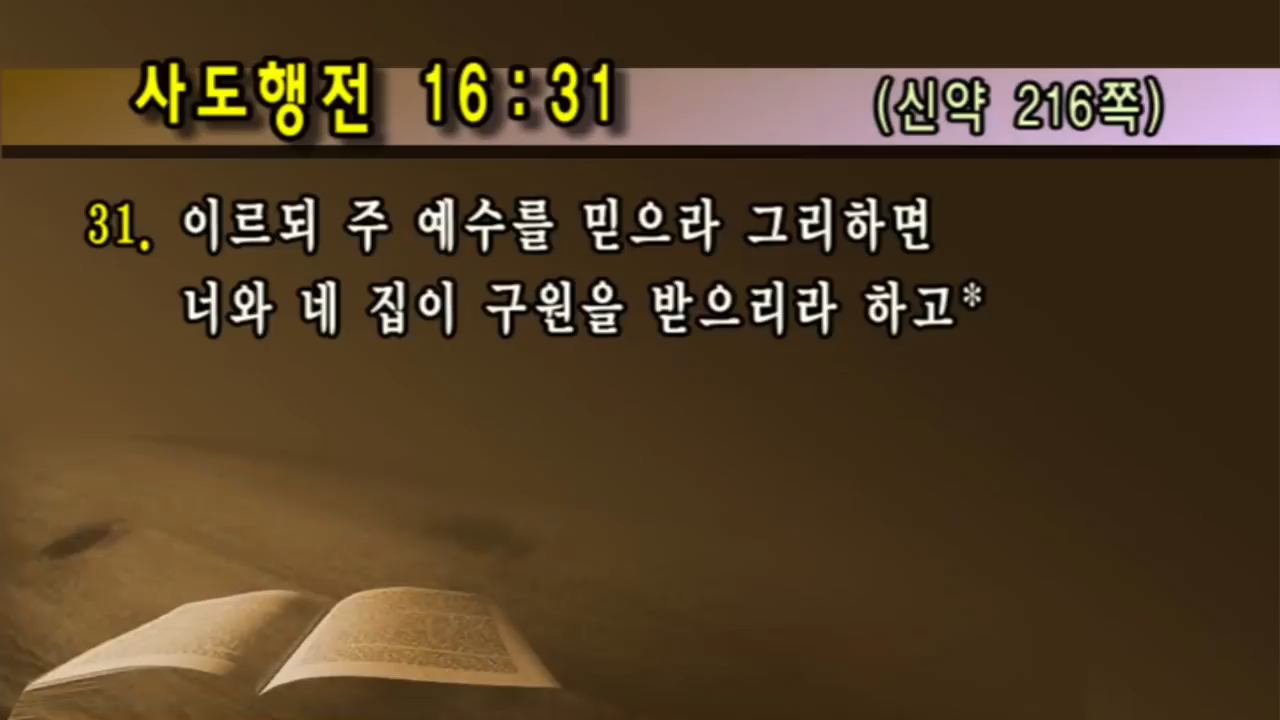 사도행전 16:31
(신약 216쪽)
31. 이르되 주 예수를 믿으라 그리하면
너와 네 집이 구원을 받으리라 하고*